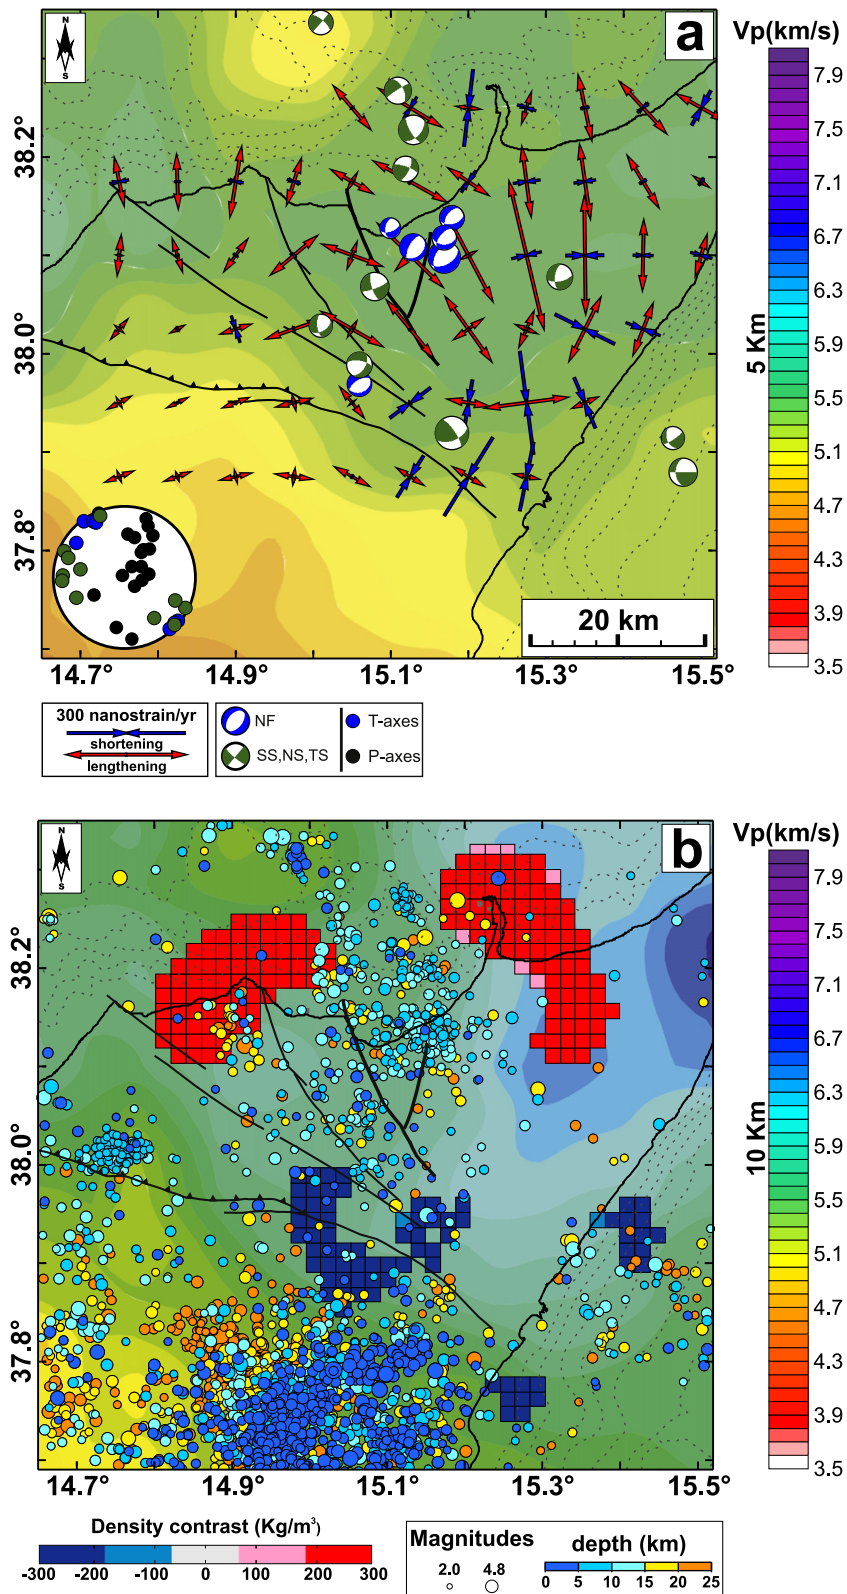 N
S
a
Vp(km/s)
38.2°
38.0°
37.8°
14.7
14.9
15.1
15.3
15.5°
20 km
7.9
7.5
7.1
6.7
6.3
5.9
5.5
5.1
4.7
4.3
3.9
3.5
5 Km
300 nanostrain/yr
shortening
lengthening
NF
SS,NS,TS
T-axes
P-axes
N
S
b
Vp(km/s)
38.2°
38.0°
37.8°
14.7
14.9
15.1
15.3
15.5°
7.9
7.5
7.1
6.7
6.3
5.9
5.5
5.1
4.7
4.3
3.9
3.5
10 Km
Density contrast (Kg/m³)
-300 -200 -100 0 100 200 300
Magnitudes
2.0 4.8
depth (km)
0 5 10 15 20 25